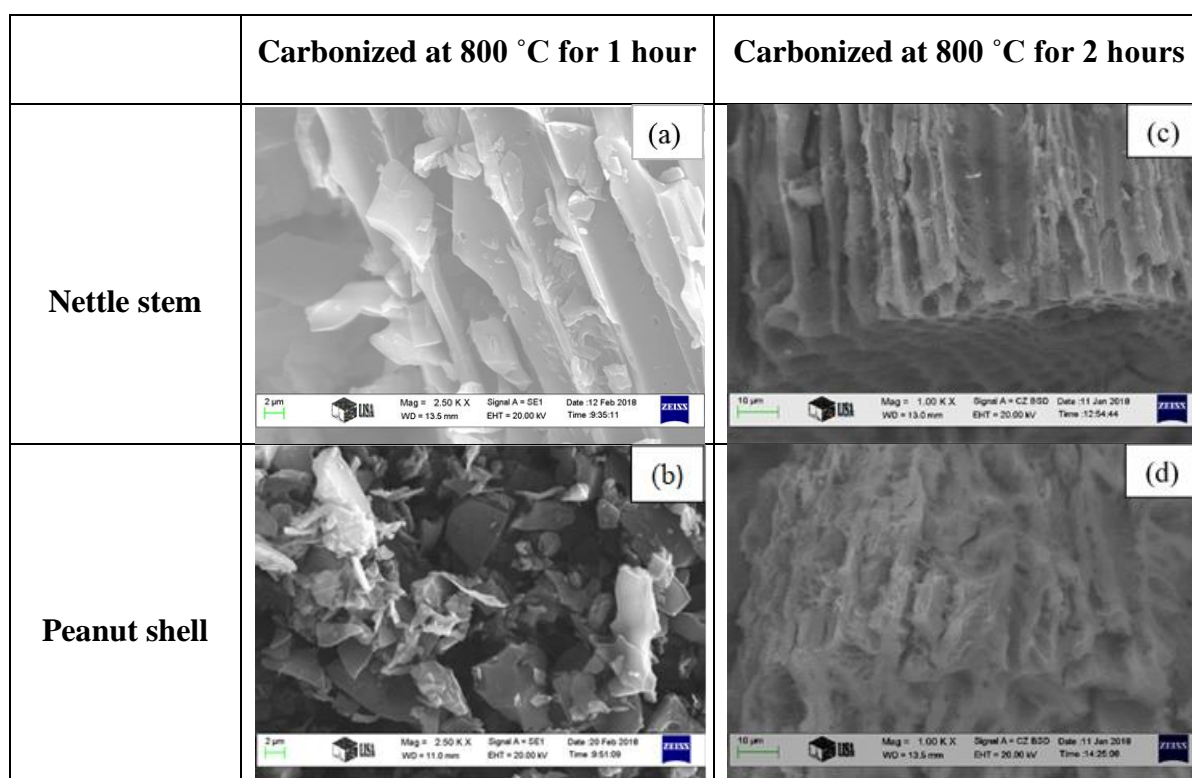 Carbonized at 800 ˚C for 1 hour
Carbonized at 800 ˚C for 2 hours
Nettle stem
(a)
2 µm
LISA
Mag = 2.50 K X
Signal A = SE1
Date :12 Feb 2018
WD = 13.5 mm
EHT = 20.00 kV
Time :9:35:11
ZEISS
(c)
10 µm
LISA
Mag = 1.00 K X
Signal A = CZ BSD
Date :11 Jan 2018
WD = 13.0 mm
EHT = 20.00 kV
Time :12:54:44
ZEISS
Peanut shell
(b)
2 µm
LISA
Mag = 2.50 K X
Signal A = SE1
Date :20 Feb 2018
WD = 11.0 mm
EHT = 20.00 kV
Time :9:51:09
ZEISS
(d)
10 µm
LISA
Mag = 1.00 K X
Signal A = CZ BSD
Date :11 Jan 2018
WD = 13.5 mm
EHT = 20.00 kV
Time :14:25:06
ZEISS